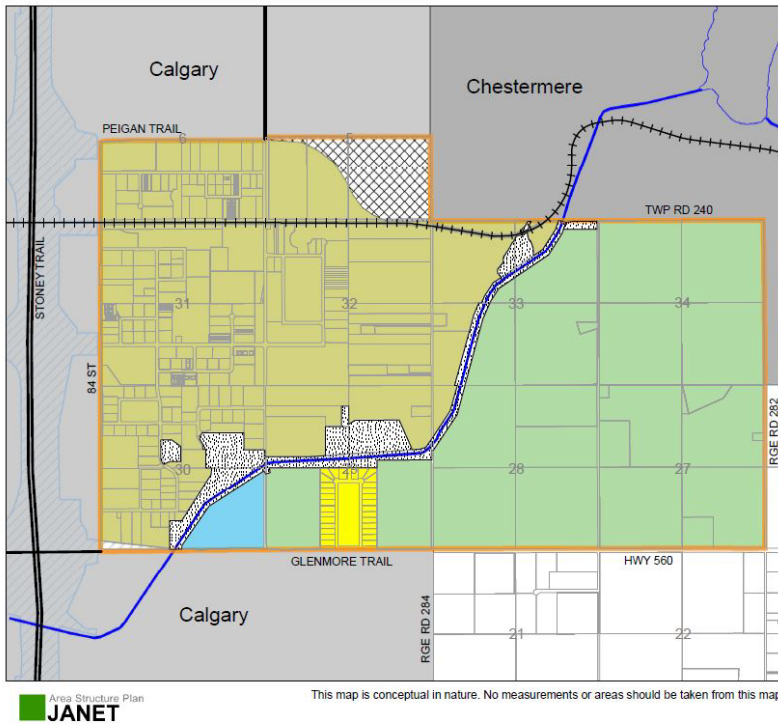 Calgary
Chestermere
PEIGAN TRAIL
6
5
TWP RD 240
STONEY TRAIL
31
32
33
34
84 ST
RGE RD 282
30
29
28
27
GLENMORE TRAIL
HWY 560
Calgary
RGE RD 284
21
22
Area Structure Plan
JANET
This map is conceptual in nature. No measurements or areas should be taken from this map